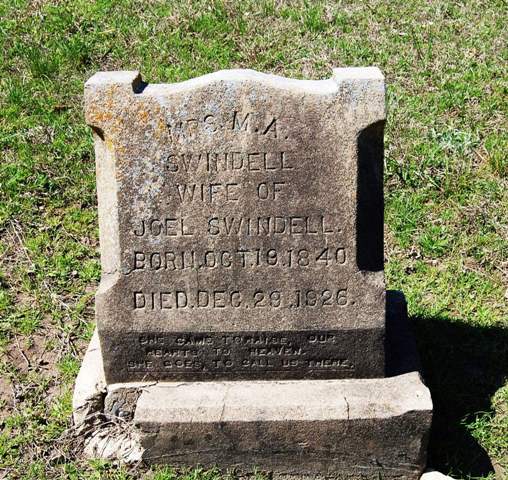 MRS. M. A.
SWINDELL
WIFE OF
JOEL SWINDELL.
BORN. OCT. 19. 1840
DIED. DEC. 29. 1926.
SHE CAME TO RAISE, OUR
HEARTS TO HEAVEN.
SHE GOES, TO CALL US THERE.